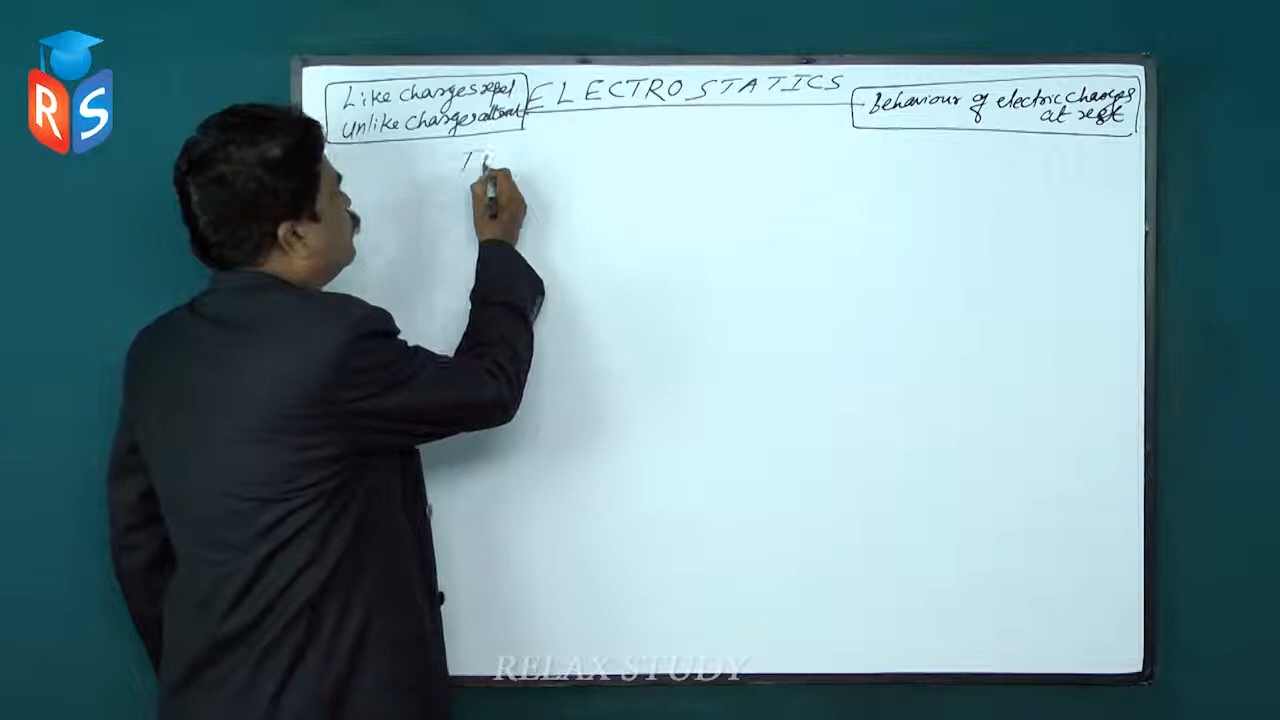 RS
Like charges repel
Unlike charges attract
ELECTROSTATICS
Behaviour of electric charges
at rest
T
RELAX STUDY